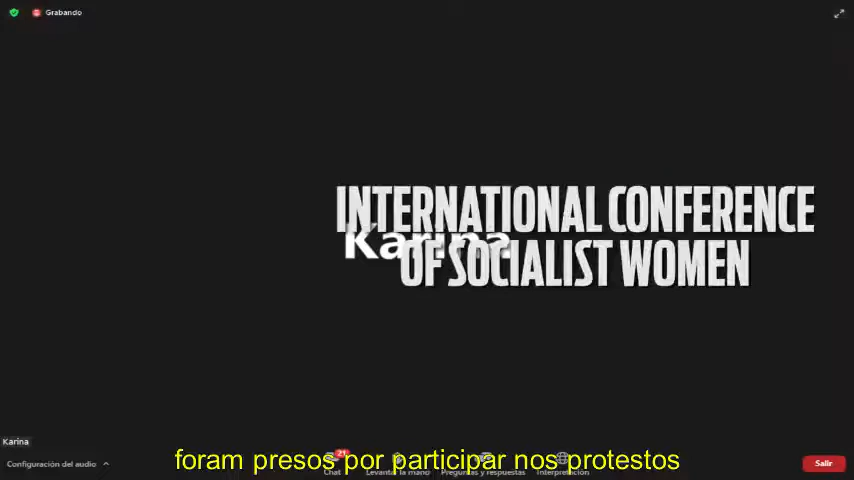 Grabando
INTERNATIONAL CONFERENCE
Karina
OF SOCIALIST WOMEN
Karina
foram presos por participar nos protestos
Configuración del audio
21
Chat
Levantar la mano
Preguntas y respuestas
Interpretación
Salir